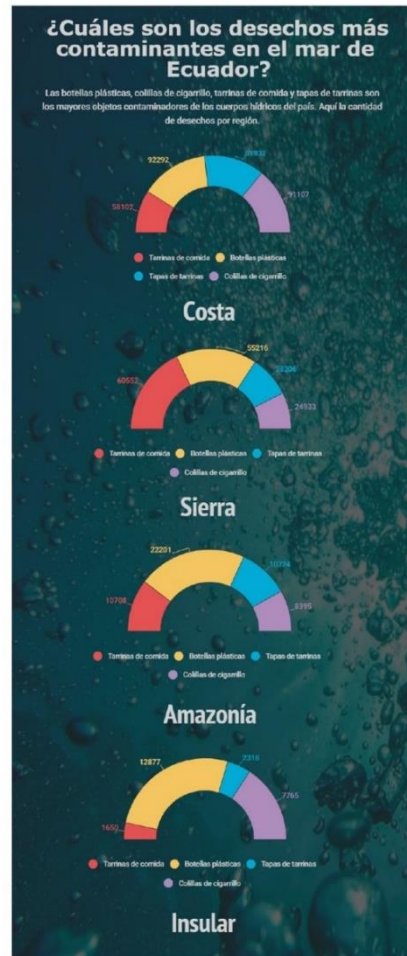 ¿Cuáles son los desechos más
contaminantes en el mar de
Ecuador?
Las botellas plásticas, colillas de cigarrillo, tarrinas de comida y tapas de tarrinas son
los mayores objetos contaminadores de los cuerpos hídricos del país. Aquí la cantidad
de desechos por región.
92292
91107
Tarrinas de comida Botellas plásticas
Tapas de tarrinas Colillas de cigarrillo
Costa
55216
24933
Tarrinas de comida Botellas plásticas Tapas de tarrinas
Colillas de cigarrillo
Sierra
22201
10774
10708
Tarrinas de comida Botellas plásticas Tapas de tarrinas
Colillas de cigarrillo
Amazonía
12877
7765
Tarrinas de comida Botellas plásticas Tapas de tarrinas
Colillas de cigarrillo
Insular